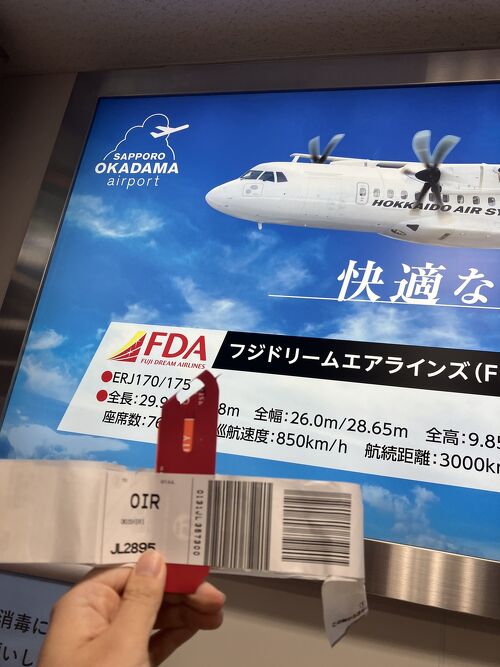 SAPPORO
OKADAMA
airport
HOKKAIDO AIR SY
快適な
FDA
FUJI DREAM AIRLINES
フジドリームエアラインズ(F
●ERJ170/175
●全長:29.9 8m 全幅:26.0m/28.65m 全高:9.85
座席数:76 巡航速度:850km/h 航続距離:3000km
OIR
JL2895
0131JL357300
消毒に